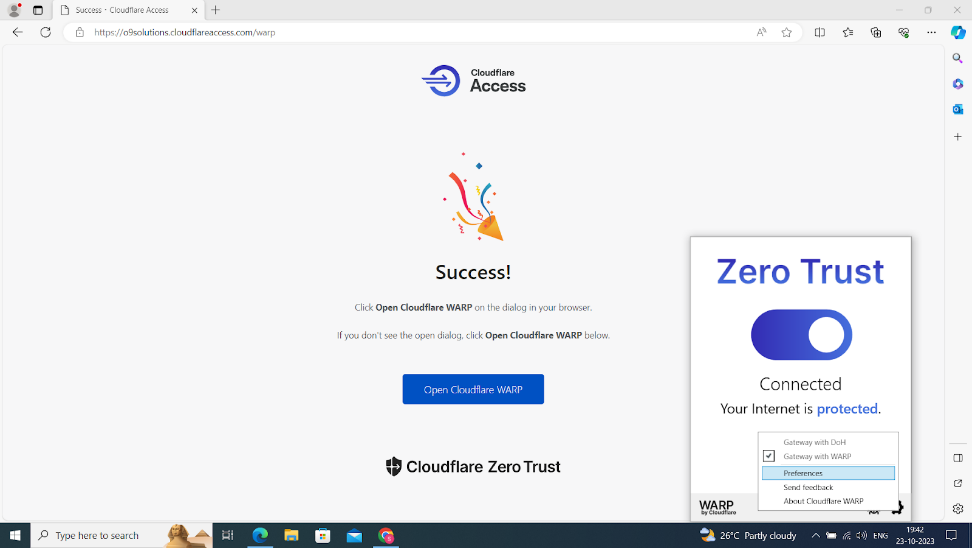 Success · Cloudflare Access
https://o9solutions.cloudflareaccess.com/warp
Cloudflare
Access
Success!
Click Open Cloudflare WARP on the dialog in your browser.
If you don't see the open dialog, click Open Cloudflare WARP below.
Open Cloudflare WARP
Cloudflare Zero Trust
Zero Trust
Connected
Your Internet is protected.
Gateway with DoH
Gateway with WARP
Preferences
Send feedback
About Cloudflare WARP
WARP
by Cloudflare
Type here to search
26°C Partly cloudy
ENG
19:42
23-10-2023